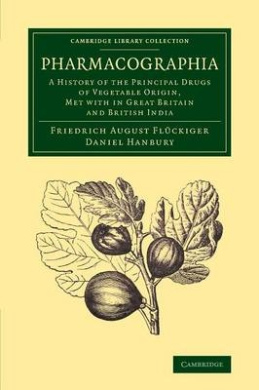 CAMBRIDGE LIBRARY COLLECTION
PHARMACOGRAPHIA
A HISTORY OF THE PRINCIPAL DRUGS
OF VEGETABLE ORIGIN,
MET WITH IN GREAT BRITAIN
AND BRITISH INDIA
FRIEDRICH AUGUST FLÜCKIGER
DANIEL HANBURY
CAMBRIDGE